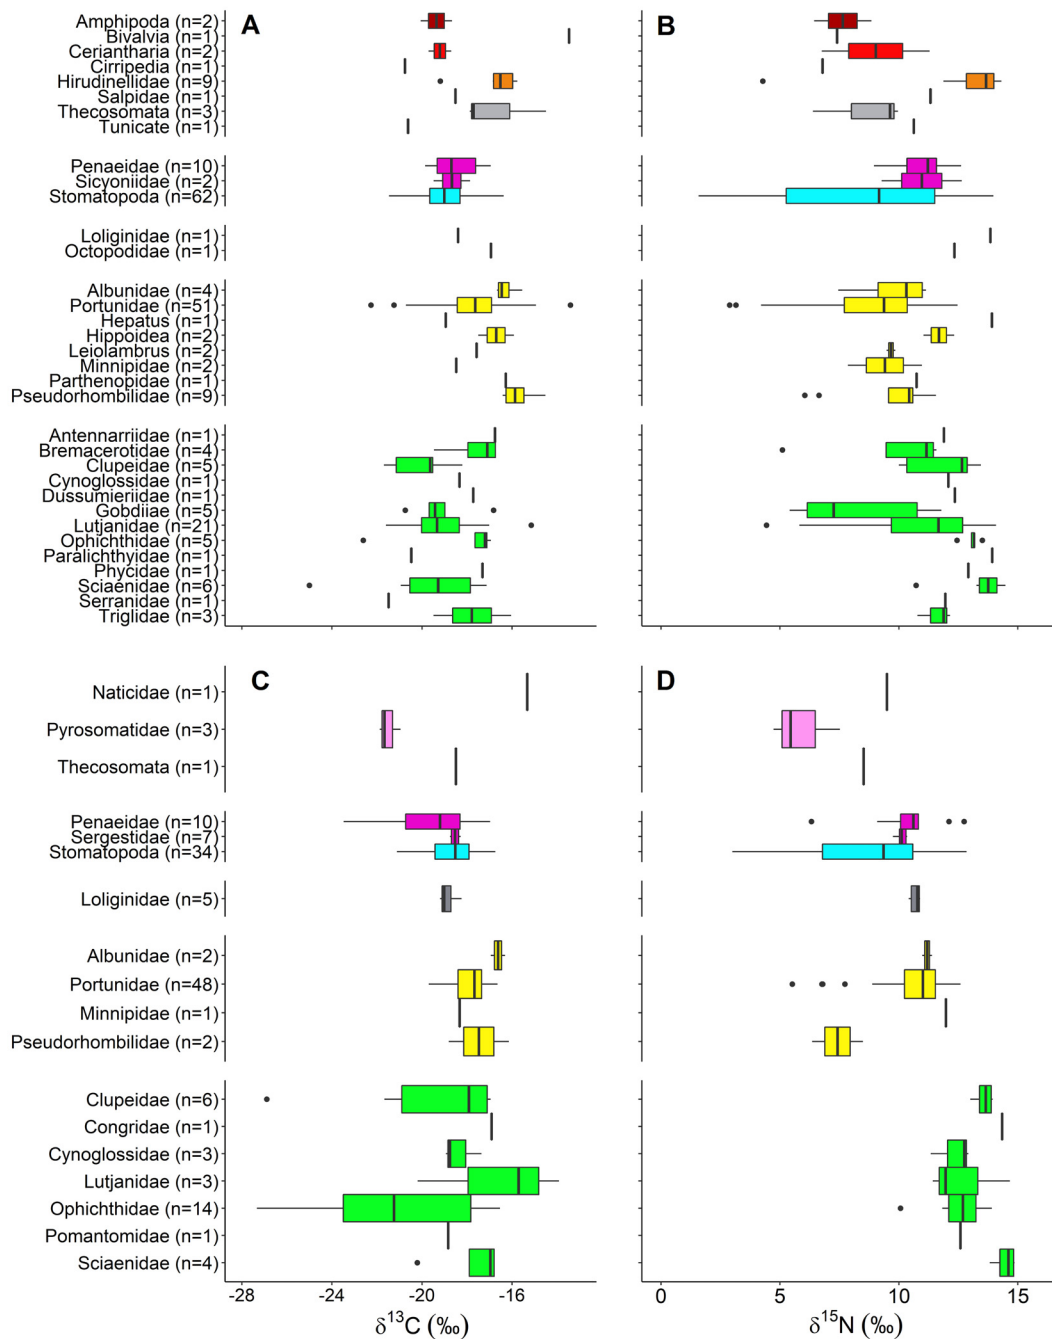 A
B
Amphipoda (n=2)
Bivalvia (n=1)
Ceriantharia (n=2)
Cirripedia (n=1)
Hirudinellidae (n=9)
Salpidae (n=1)
Thecosomata (n=3)
Tunicate (n=1)
Penaeidae (n=10)
Sicyoniidae (n=2)
Stomatopoda (n=62)
Loliginidae (n=1)
Octopodidae (n=1)
Albunidae (n=4)
Portunidae (n=51)
Hepatus (n=1)
Hippoidea (n=2)
Leiolambrus (n=2)
Minnipidae (n=2)
Parthenopidae (n=1)
Pseudorhombilidae (n=9)
Antennarriidae (n=1)
Bremacerotidae (n=4)
Clupeidae (n=5)
Cynoglossidae (n=1)
Dussumieriidae (n=1)
Gobdiiae (n=5)
Lutjanidae (n=21)
Ophichthidae (n=5)
Paralichthyidae (n=1)
Phycidae (n=1)
Sciaenidae (n=6)
Serranidae (n=1)
Triglidae (n=3)
C
D
Naticidae (n=1)
Pyrosomatidae (n=3)
Thecosomata (n=1)
Penaeidae (n=10)
Sergestidae (n=7)
Stomatopoda (n=34)
Loliginidae (n=5)
Albunidae (n=2)
Portunidae (n=48)
Minnipidae (n=1)
Pseudorhombilidae (n=2)
Clupeidae (n=6)
Congridae (n=1)
Cynoglossidae (n=3)
Lutjanidae (n=3)
Ophichthidae (n=14)
Pomantomidae (n=1)
Sciaenidae (n=4)
-28 -24 -20 -16
0 5 10 15
δ¹³C (‰)
δ¹⁵N (‰)